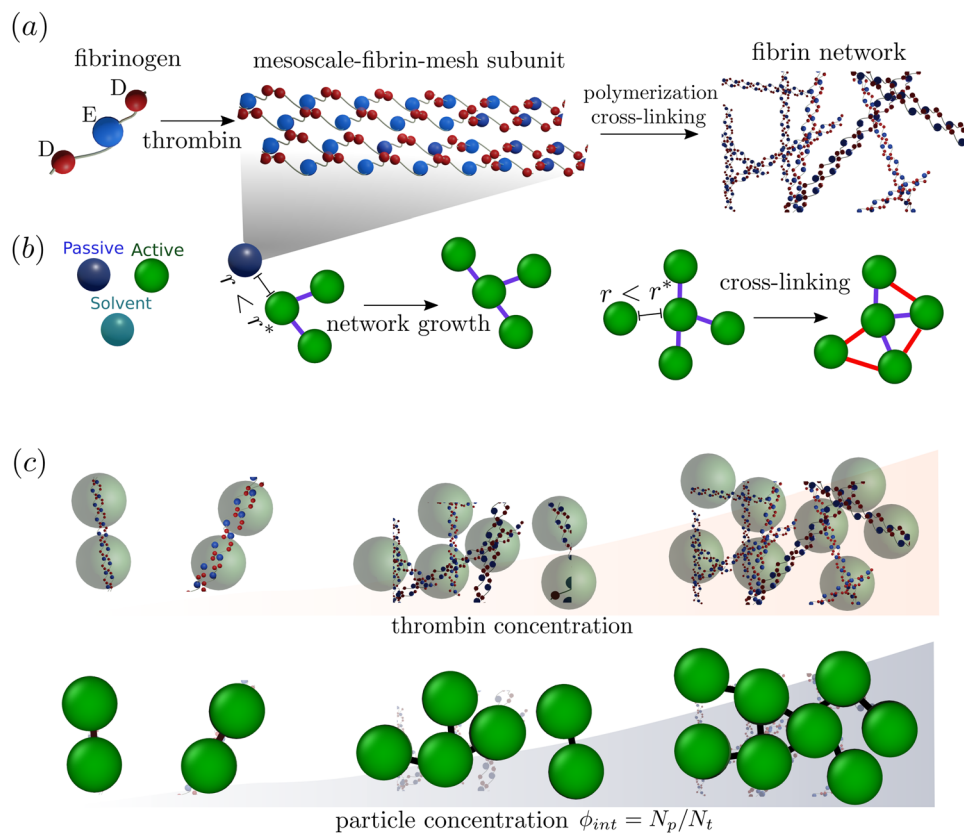 (a)
fibrinogen
D
E
D
thrombin
mesoscale-fibrin-mesh subunit
polymerization
cross-linking
fibrin network
(b)
Passive Active
Solvent
r < r*
network growth
r < r*
cross-linking
(c)
thrombin concentration
particle concentration ϕ_int = N_p/N_t